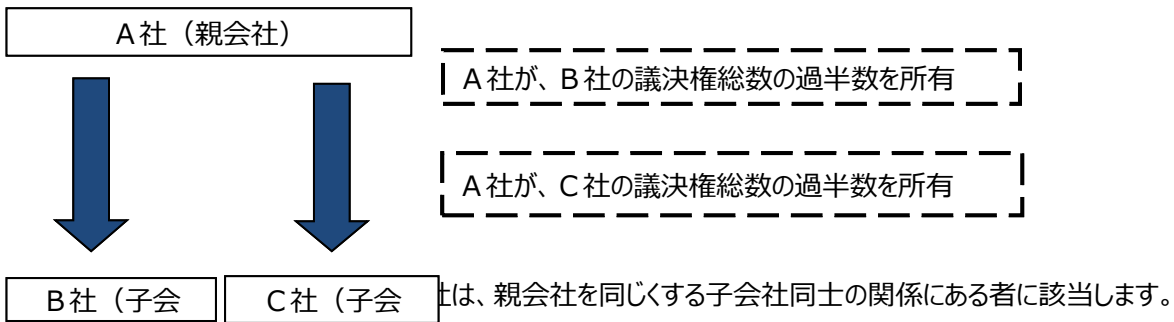 A社(親会社)
A社が、B社の議決権総数の過半数を所有
A社が、C社の議決権総数の過半数を所有
B社(子会
C社(子会
は、親会社を同じくする子会社同士の関係にある者に該当します。